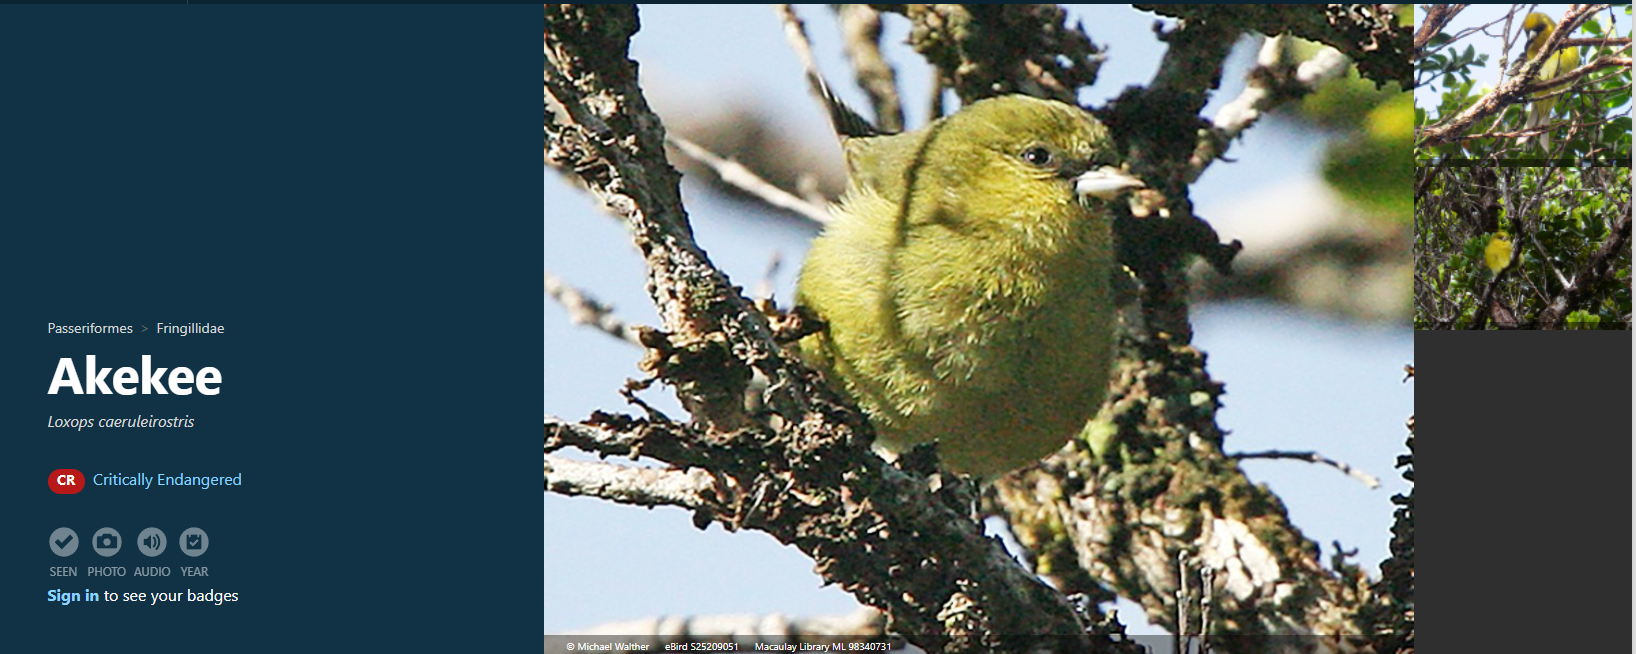 Passeriformes > Fringillidae
Akekee
Loxops caeruleirostris
CR Critically Endangered
SEEN PHOTO AUDIO YEAR
Sign in to see your badges
© Michael Walther eBird S25209051 Macaulay Library ML 98340731